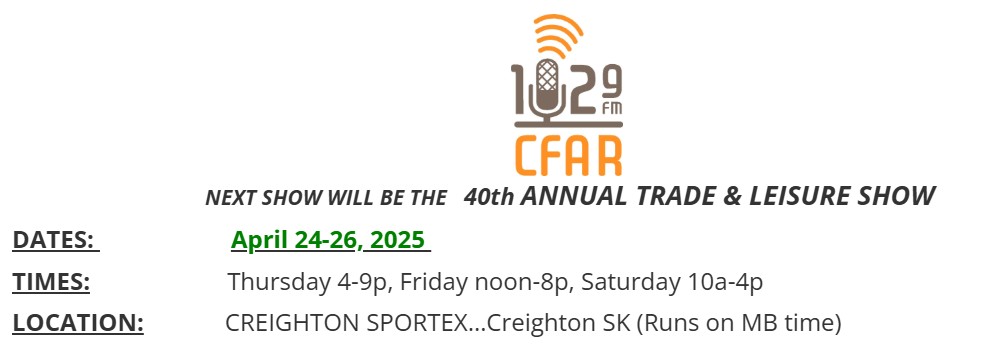 102.9
FM
CFAR
NEXT SHOW WILL BE THE 40th ANNUAL TRADE & LEISURE SHOW
DATES: April 24-26, 2025
TIMES: Thursday 4-9p, Friday noon-8p, Saturday 10a-4p
LOCATION: CREIGHTON SPORTEX...Creighton SK (Runs on MB time)